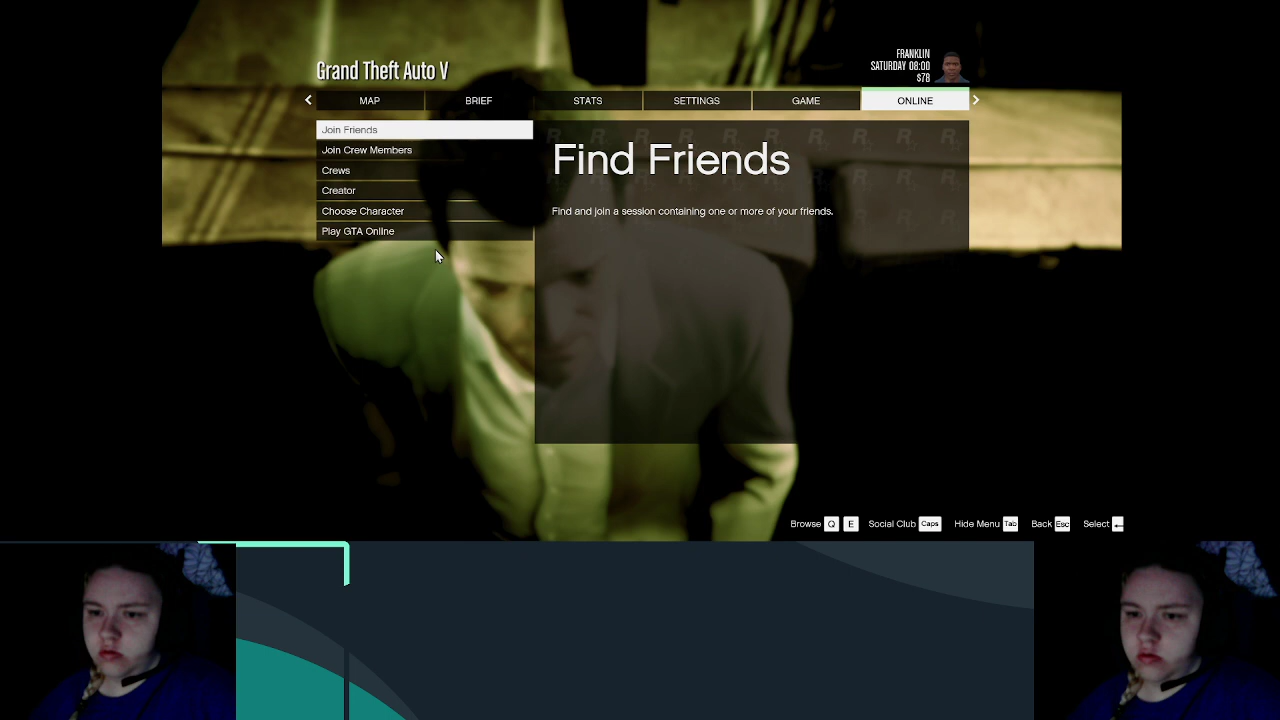 Grand Theft Auto V
FRANKLIN
SATURDAY 08:00
$78
MAP BRIEF STATS SETTINGS GAME ONLINE
Join Friends
Join Crew Members
Crews
Creator
Choose Character
Play GTA Online
Find Friends
Find and join a session containing one or more of your friends.
Browse Q E Social Club Caps Hide Menu Tab Back Esc Select